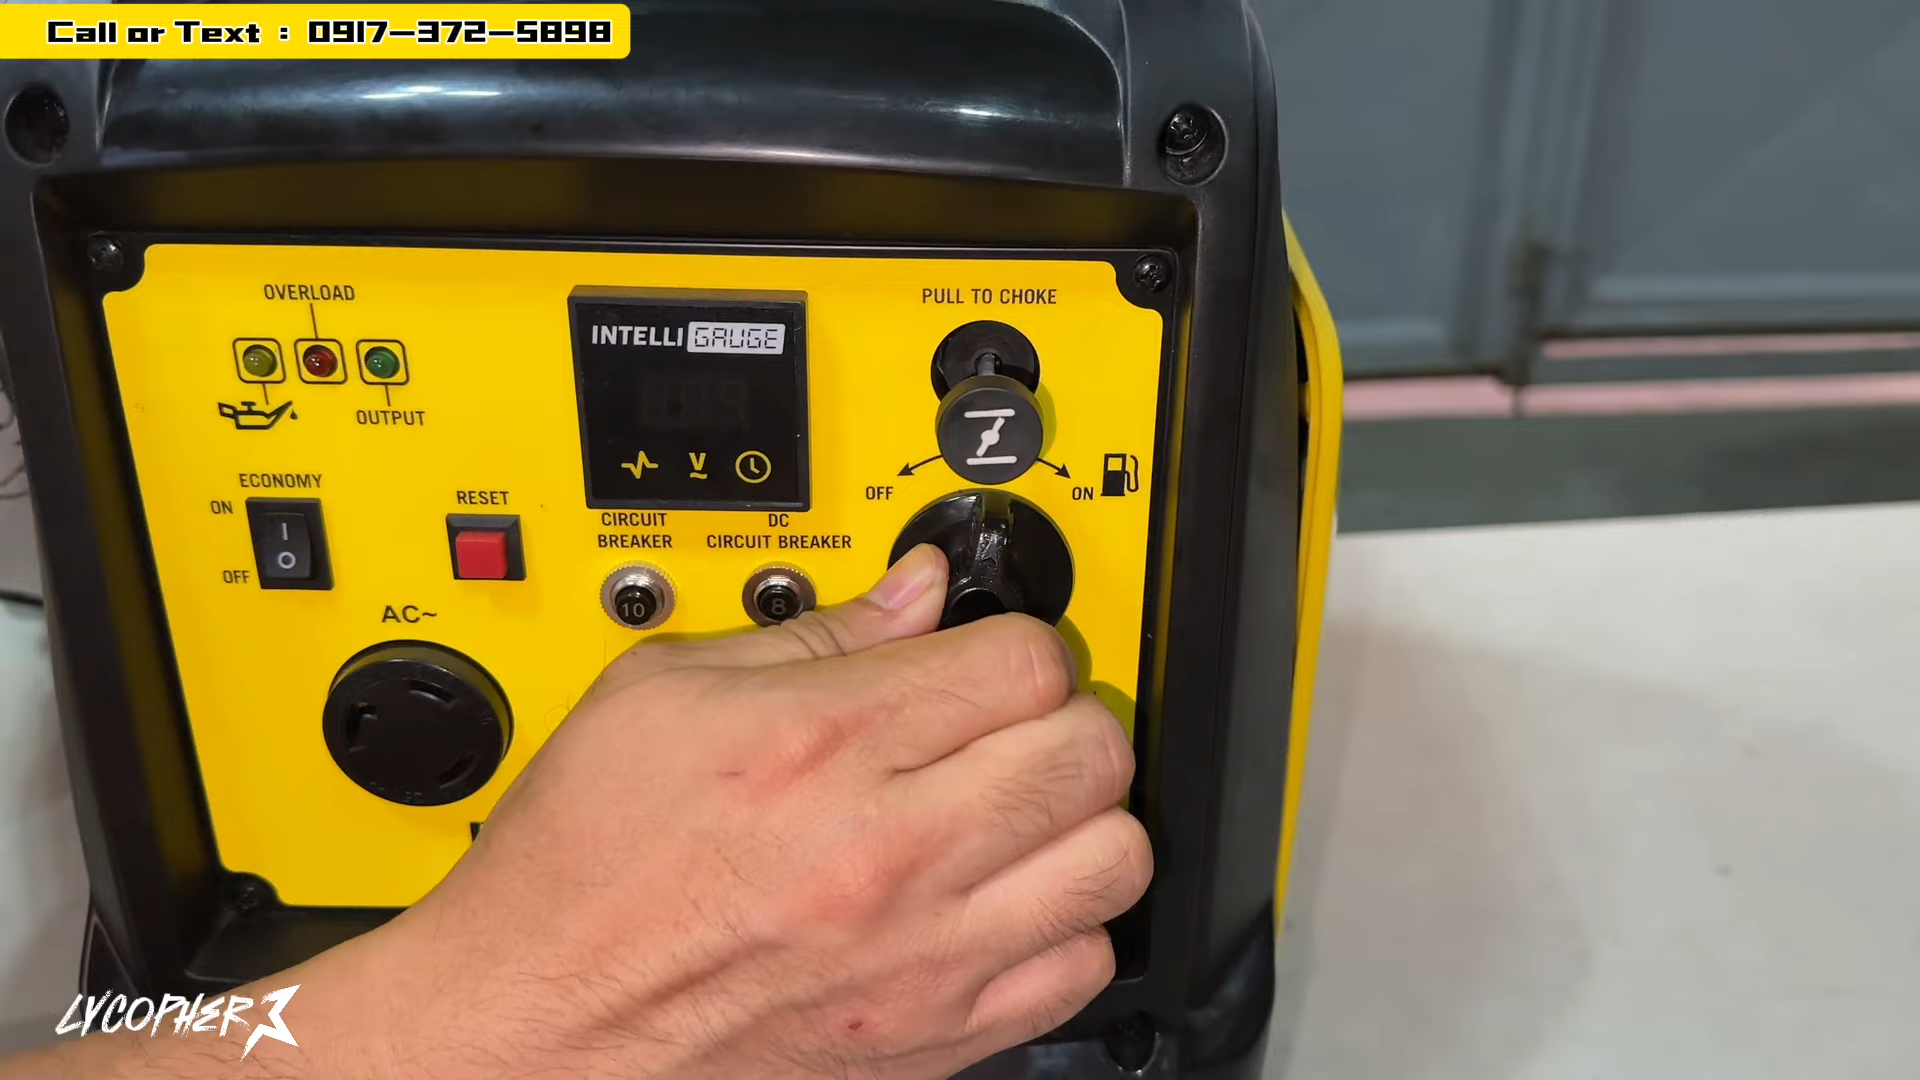 Call or Text : 0917-372-5898
OVERLOAD
OUTPUT
INTELLI GAUGE
V
PULL TO CHOKE
OFF
ON
ECONOMY
ON
OFF
RESET
CIRCUIT
BREAKER
DC
CIRCUIT BREAKER
10
8
AC~
LYCOPHER